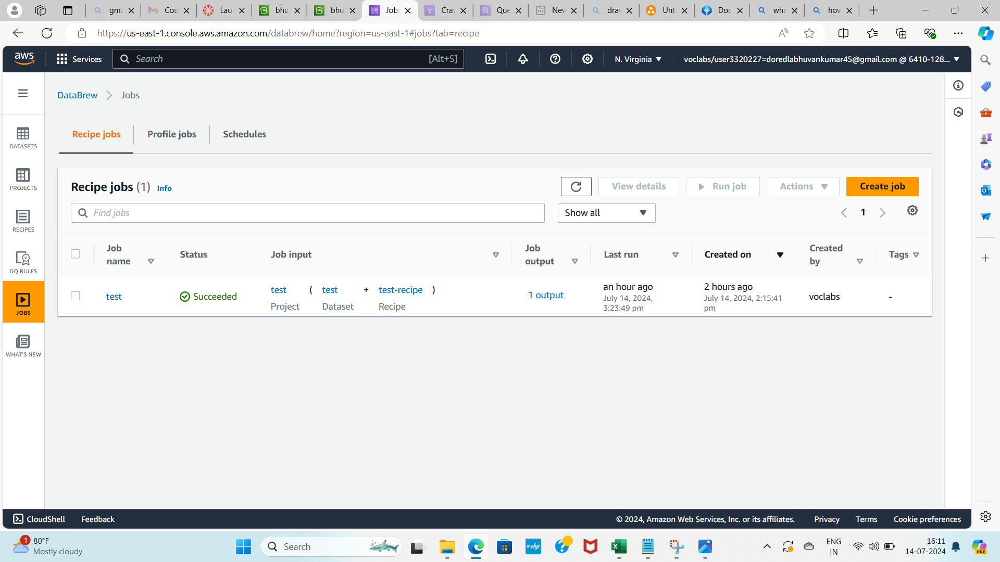 gma
Cou
Lau
bhu
bhu
Jobs
Cra
Que
New
dra
Unt
Doc
wha
how
https://us-east-1.console.aws.amazon.com/databrew/home?region=us-east-1#jobs?tab=recipe
aws
Services
Search
[Alt+S]
N. Virginia
voclabs/user3320227=doredlabhuvankumar45@gmail.com @ 6410-128...
DataBrew
Jobs
DATASETS
PROJECTS
RECIPES
DQ RULES
JOBS
WHAT'S NEW
Recipe jobs
Profile jobs
Schedules
Recipe jobs (1) Info
View details
Run job
Actions
Create job
Find jobs
Show all
1
Job name
Status
Job input
Job output
Last run
Created on
Created by
Tags
test
Succeeded
test ( test + test-recipe )
Project Dataset Recipe
1 output
an hour ago
July 14, 2024,
3:23:49 pm
2 hours ago
July 14, 2024, 2:15:41
pm
voclabs
-
CloudShell
Feedback
© 2024, Amazon Web Services, Inc. or its affiliates.
Privacy
Terms
Cookie preferences
1
80°F
Mostly cloudy
Search
myhp
ENG
IN
16:11
14-07-2024
PRE